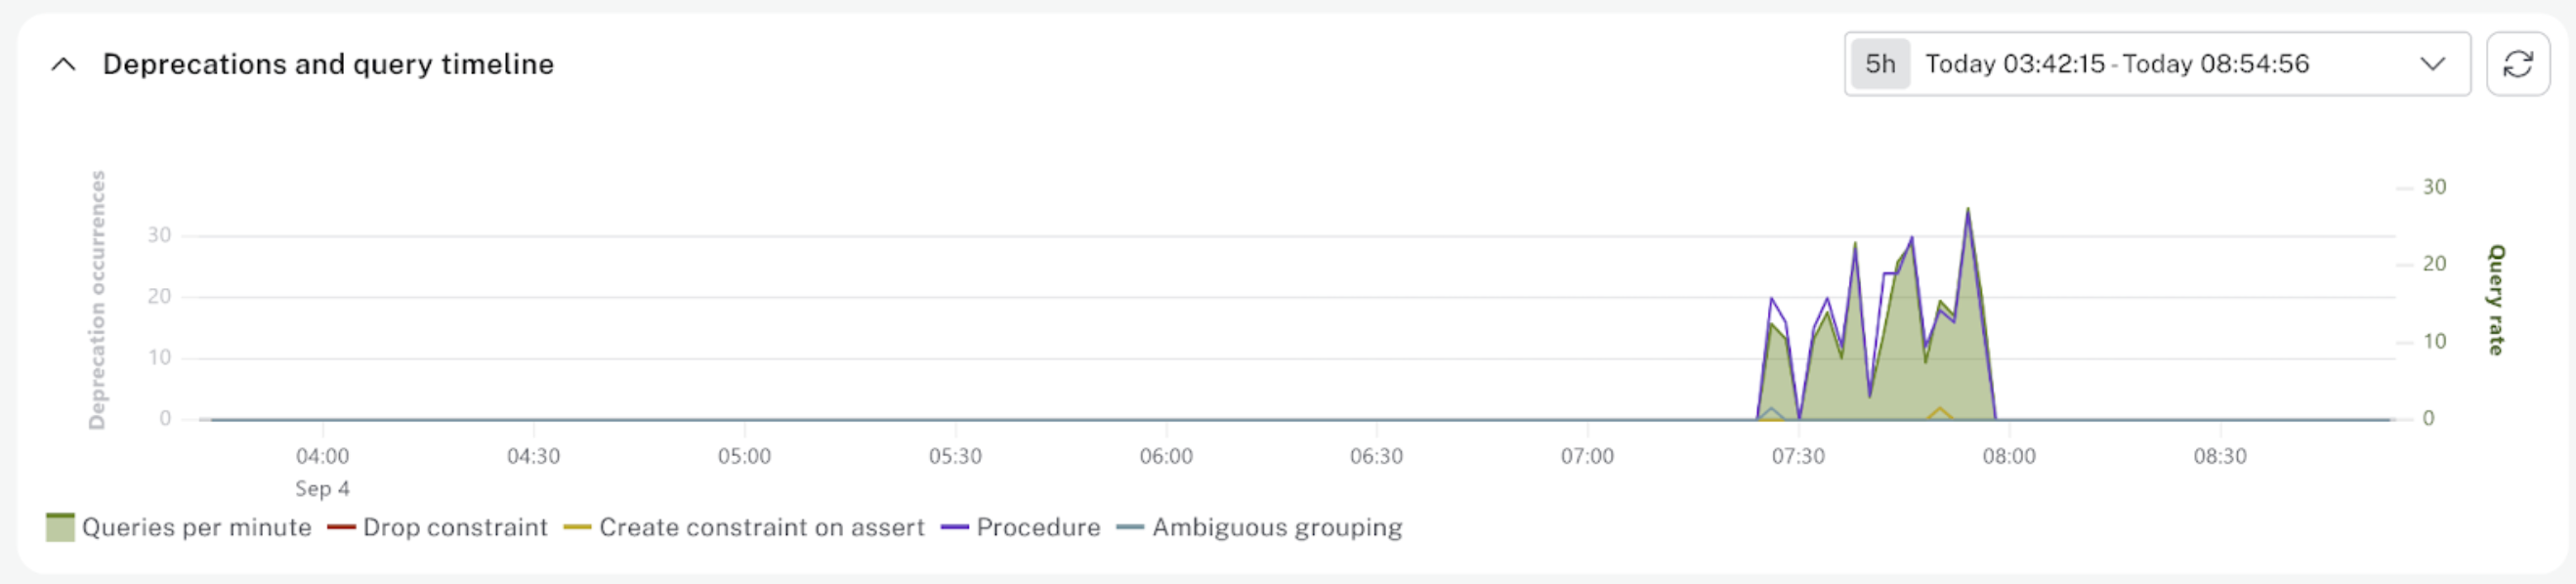 Deprecations and query timeline
5h Today 03:42:15 - Today 08:54:56
Deprecation occurrences
30
20
10
0
30
20
10
0
Query rate
04:00 04:30 05:00 05:30 06:00 06:30 07:00 07:30 08:00 08:30
Sep 4
Queries per minute Drop constraint Create constraint on assert Procedure Ambiguous grouping